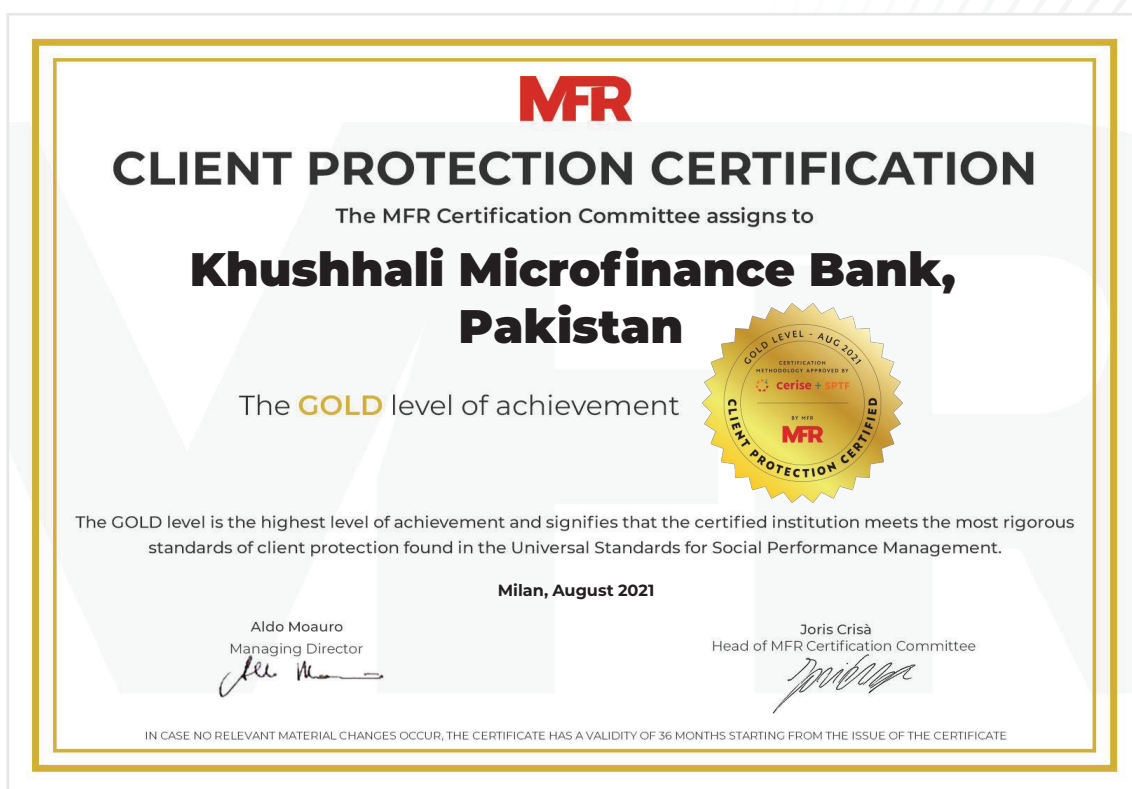 MFR
CLIENT PROTECTION CERTIFICATION
The MFR Certification Committee assigns to
Khushhali Microfinance Bank,
Pakistan
The GOLD level of achievement
GOLD LEVEL - AUG 2021
CERTIFICATION
METHODOLOGY APPROVED BY
cerise + SPTF
BY MFR
MFR
CLIENT PROTECTION CERTIFIED
The GOLD level is the highest level of achievement and signifies that the certified institution meets the most rigorous
standards of client protection found in the Universal Standards for Social Performance Management.
Milan, August 2021
Aldo Moauro
Managing Director
Joris Crisà
Head of MFR Certification Committee
IN CASE NO RELEVANT MATERIAL CHANGES OCCUR, THE CERTIFICATE HAS A VALIDITY OF 36 MONTHS STARTING FROM THE ISSUE OF THE CERTIFICATE